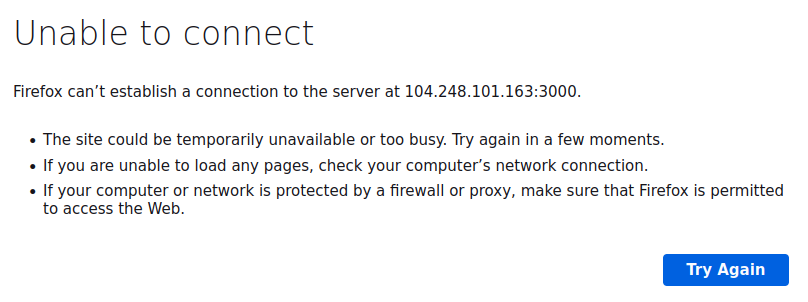 Unable to connect
Firefox can’t establish a connection to the server at 104.248.101.163:3000.
• The site could be temporarily unavailable or too busy. Try again in a few moments.
• If you are unable to load any pages, check your computer’s network connection.
• If your computer or network is protected by a firewall or proxy, make sure that Firefox is permitted
to access the Web.
Try Again